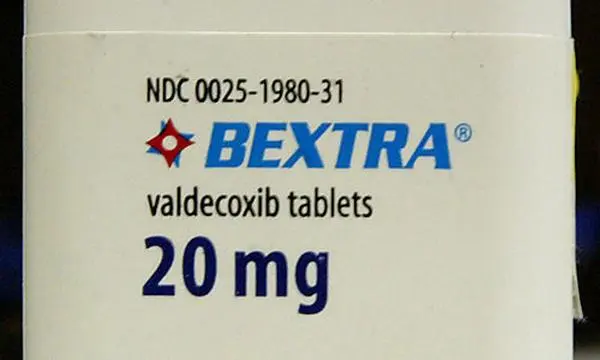 NDC 0025-1980-31
BEXTRA®
valdecoxib tablets
20 mg